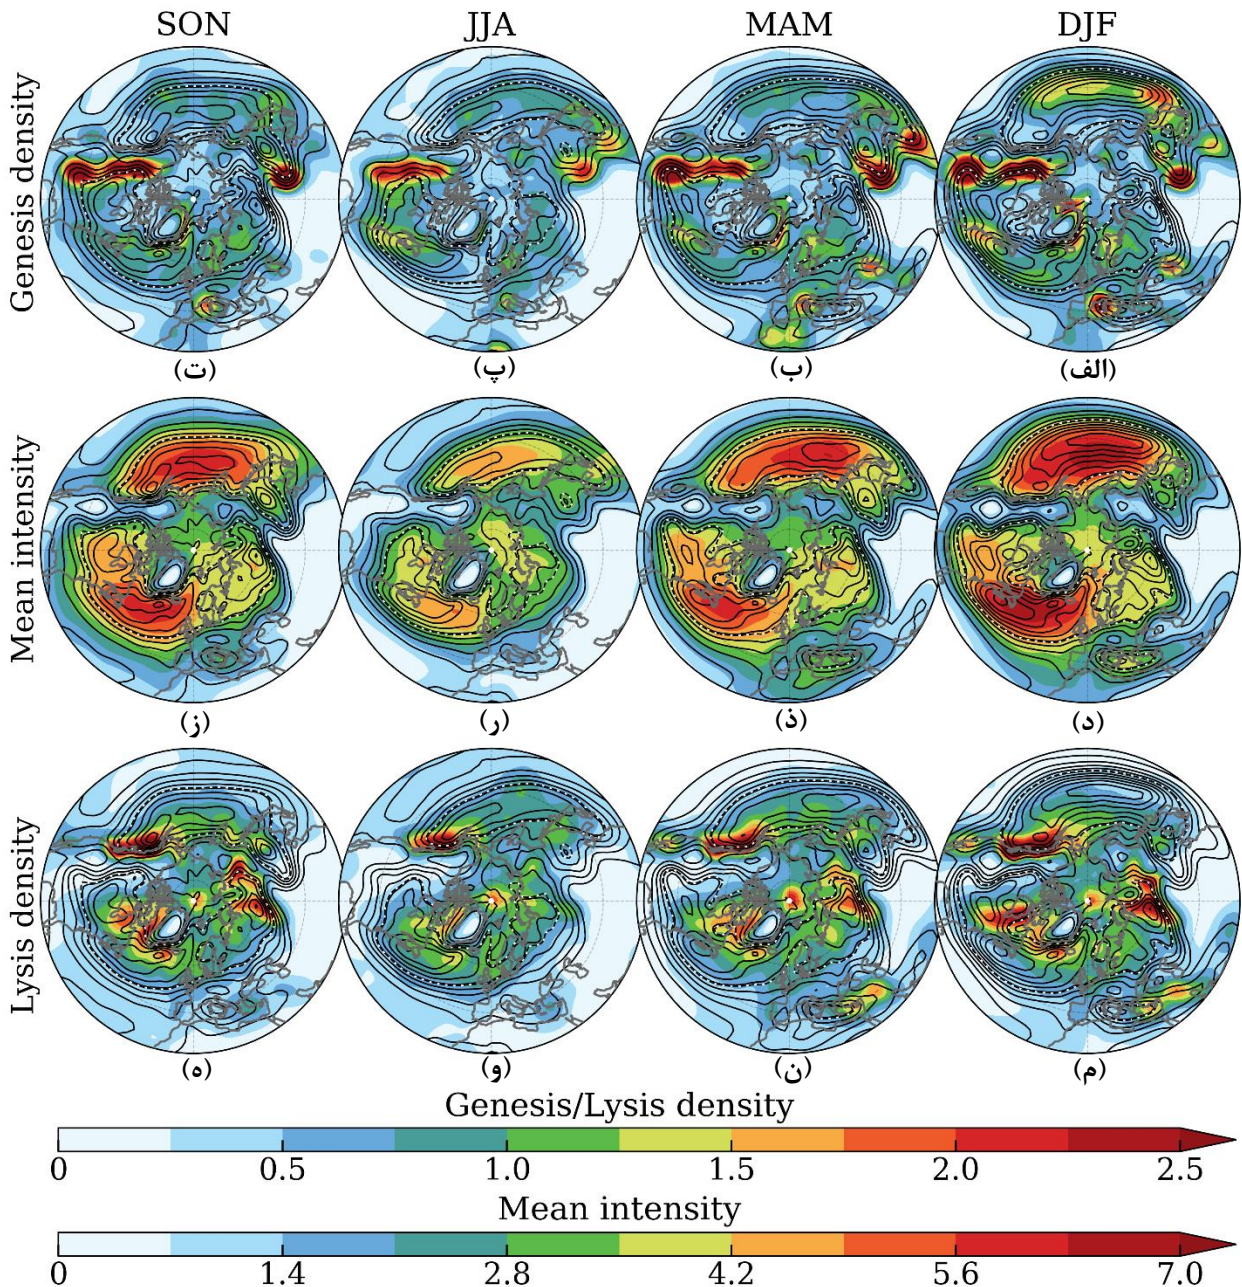 SON JJA MAM DJF
Genesis density
(ت) (پ) (ب) (الف)
Mean intensity
(ز) (ر) (ذ) (د)
Lysis density
(ه) (و) (ن) (م)
Genesis/Lysis density
0 0.5 1.0 1.5 2.0 2.5
Mean intensity
0 1.4 2.8 4.2 5.6 7.0